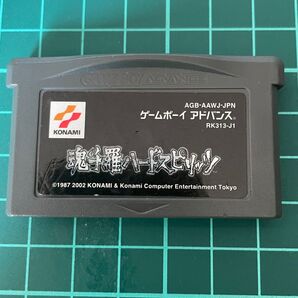 GAME BOY ADVANCE
AGB-AAWJ-JPN
ゲームボーイ アドバンス®
RK313-J1
KONAMI
魂斗羅ハードスピリッツ
©1987 2002 KONAMI & Konami Computer Entertainment Tokyo